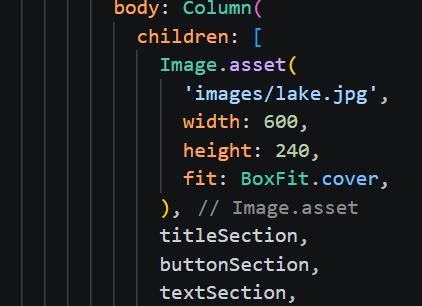 body: Column(
children: [
Image.asset(
'images/lake.jpg',
width: 600,
height: 240,
fit: BoxFit.cover,
), // Image.asset
titleSection,
buttonSection,
textSection,